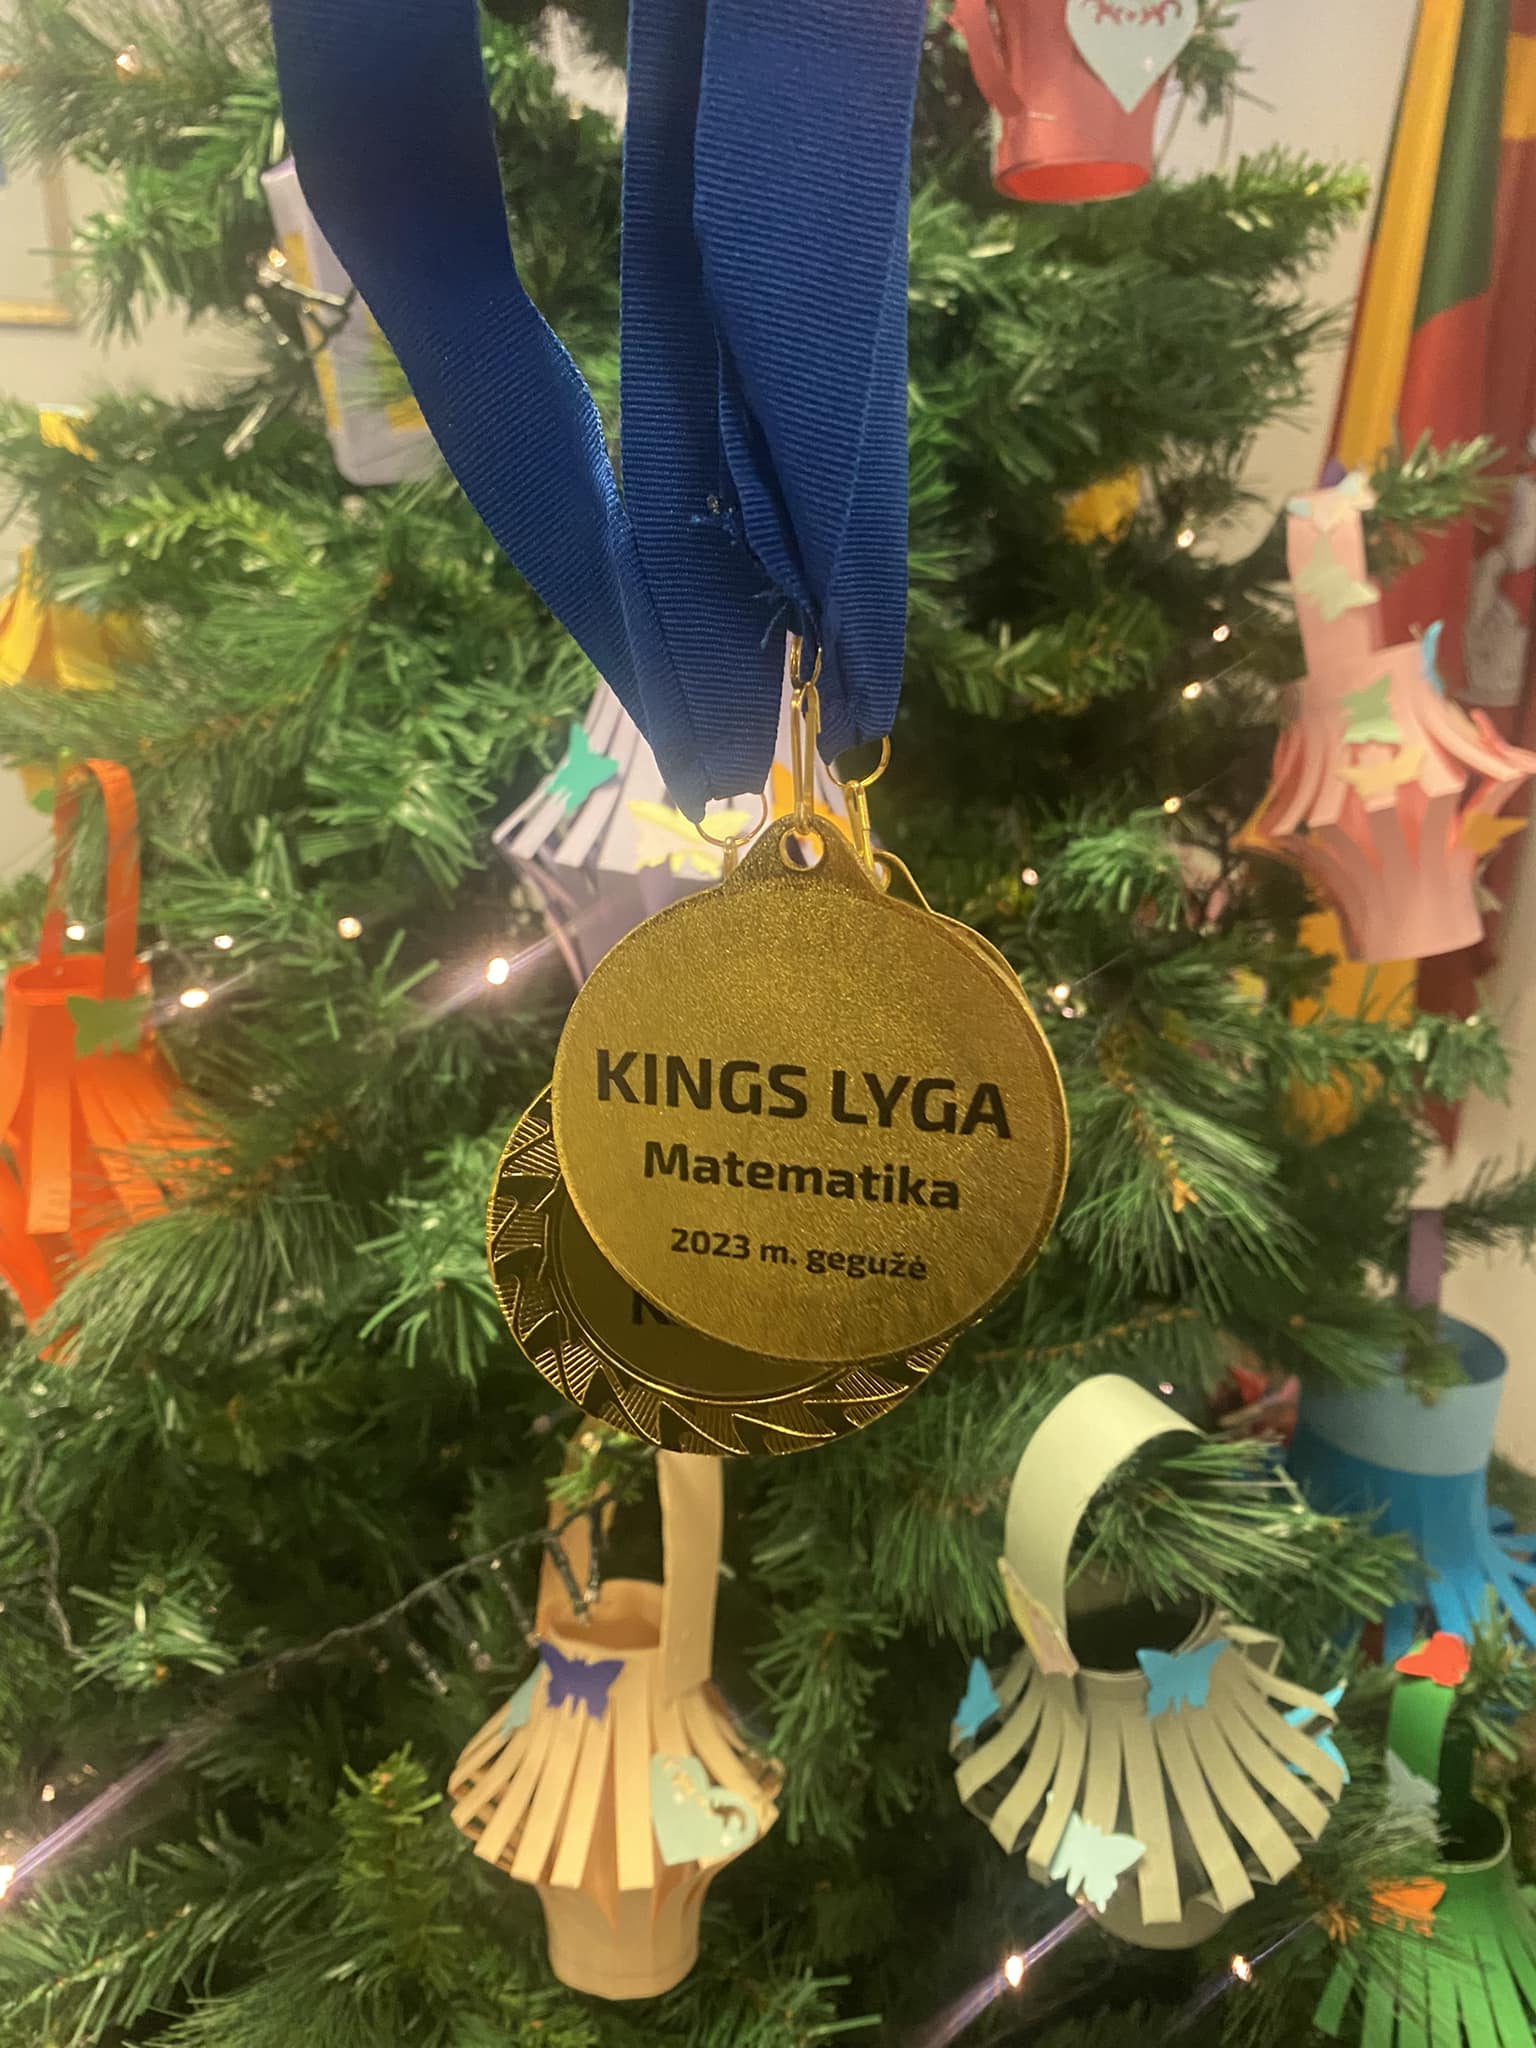 KINGS LYGA
Matematika
2023 m. gegužė